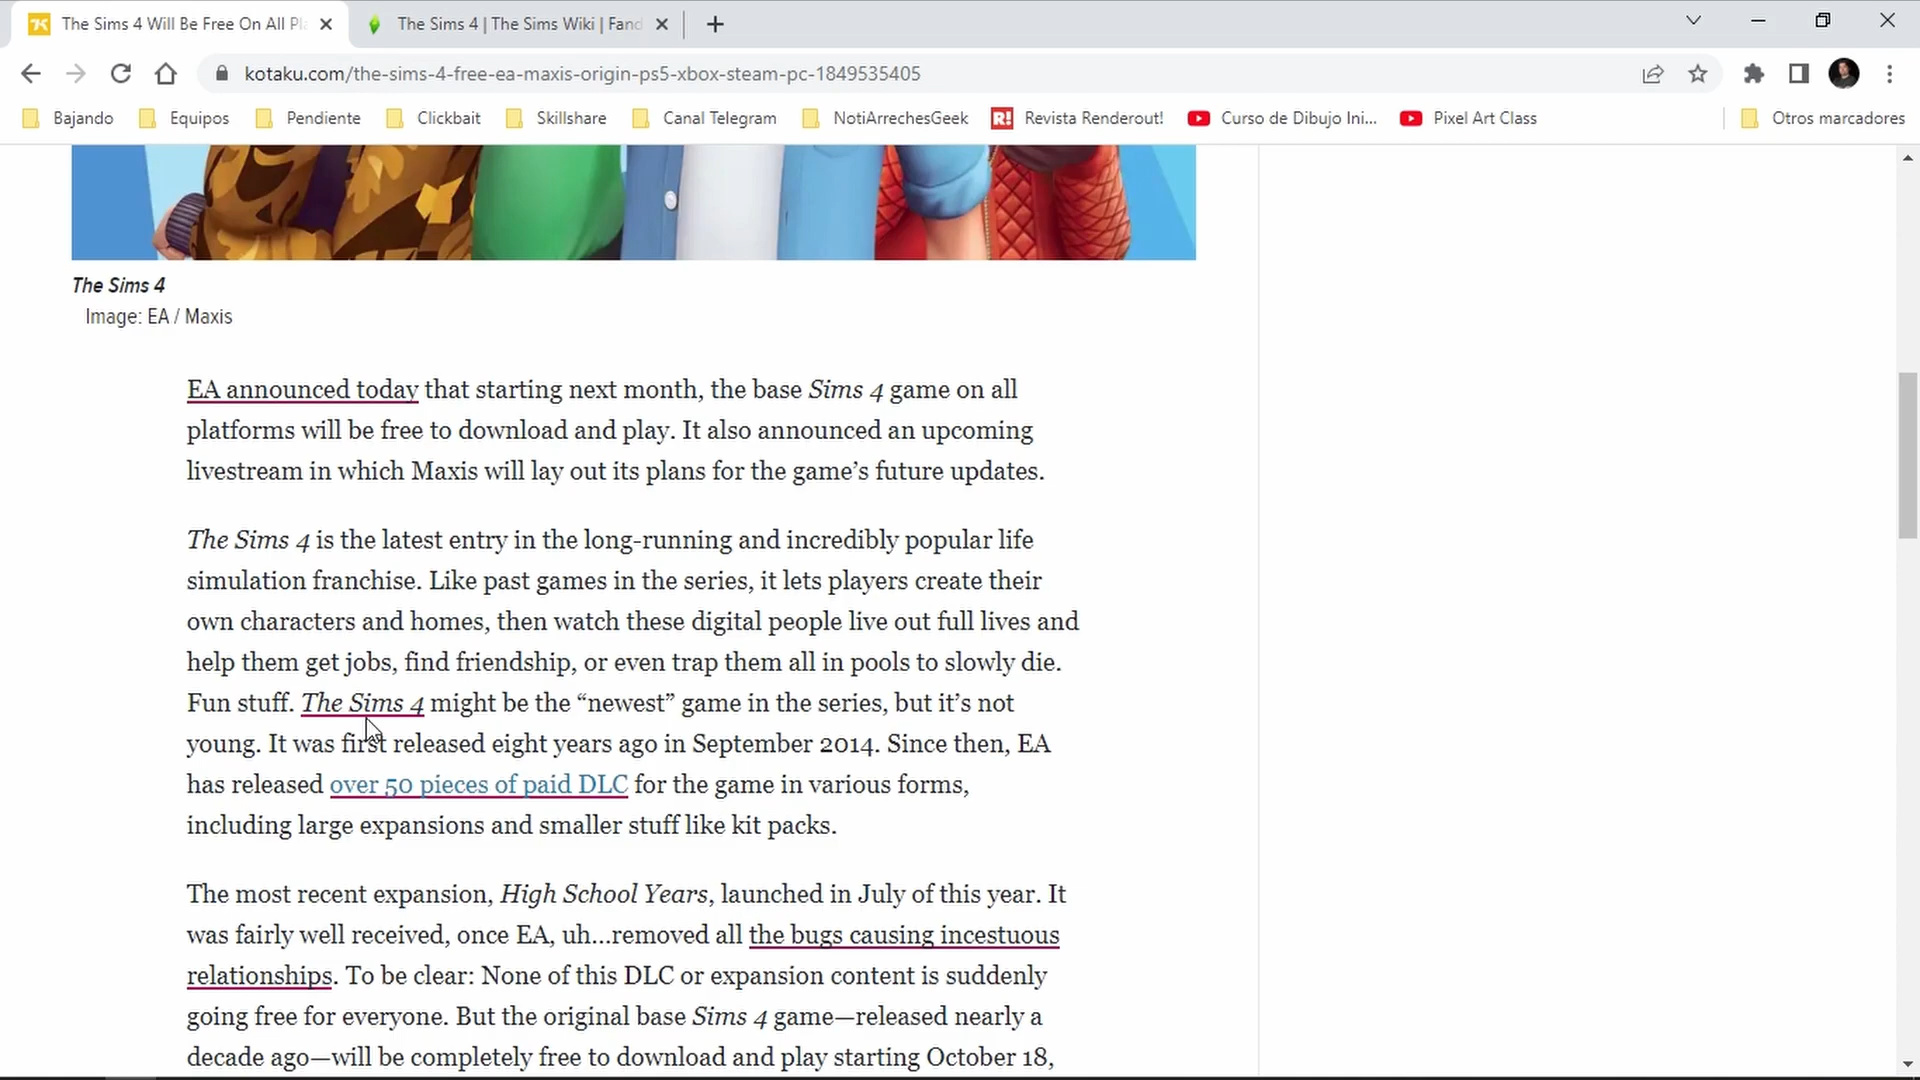 The Sims 4 Will Be Free On All Pl
The Sims 4 | The Sims Wiki | Fand
kotaku.com/the-sims-4-free-ea-maxis-origin-ps5-xbox-steam-pc-1849535405
Bajando Equipos Pendiente Clickbait Skillshare Canal Telegram NotiArrechesGeek R! Revista Renderout! Curso de Dibujo Ini... Pixel Art Class Otros marcadores
The Sims 4
Image: EA / Maxis
EA announced today that starting next month, the base Sims 4 game on all
platforms will be free to download and play. It also announced an upcoming
livestream in which Maxis will lay out its plans for the game’s future updates.
The Sims 4 is the latest entry in the long-running and incredibly popular life
simulation franchise. Like past games in the series, it lets players create their
own characters and homes, then watch these digital people live out full lives and
help them get jobs, find friendship, or even trap them all in pools to slowly die.
Fun stuff. The Sims 4 might be the “newest” game in the series, but it’s not
young. It was first released eight years ago in September 2014. Since then, EA
has released over 50 pieces of paid DLC for the game in various forms,
including large expansions and smaller stuff like kit packs.
The most recent expansion, High School Years, launched in July of this year. It
was fairly well received, once EA, uh...removed all the bugs causing incestuous
relationships. To be clear: None of this DLC or expansion content is suddenly
going free for everyone. But the original base Sims 4 game—released nearly a
decade ago—will be completely free to download and play starting October 18,